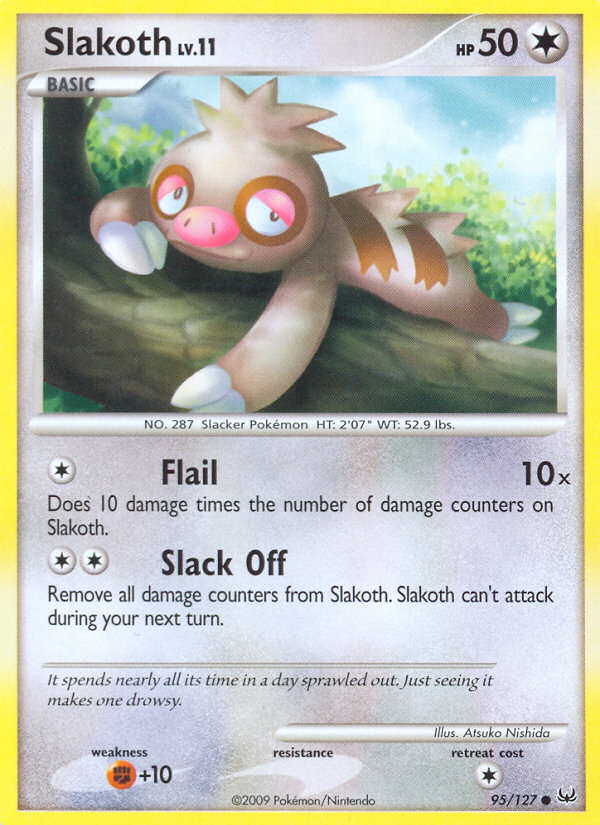 Slakoth LV.11 HP 50
BASIC
NO. 287 Slacker Pokémon HT: 2'07" WT: 52.9 lbs.
Flail 10x
Does 10 damage times the number of damage counters on
Slakoth.
Slack Off
Remove all damage counters from Slakoth. Slakoth can't attack
during your next turn.
It spends nearly all its time in a day sprawled out. Just seeing it
makes one drowsy.
Illus. Atsuko Nishida
weakness resistance retreat cost
+10
©2009 Pokémon/Nintendo 95/127